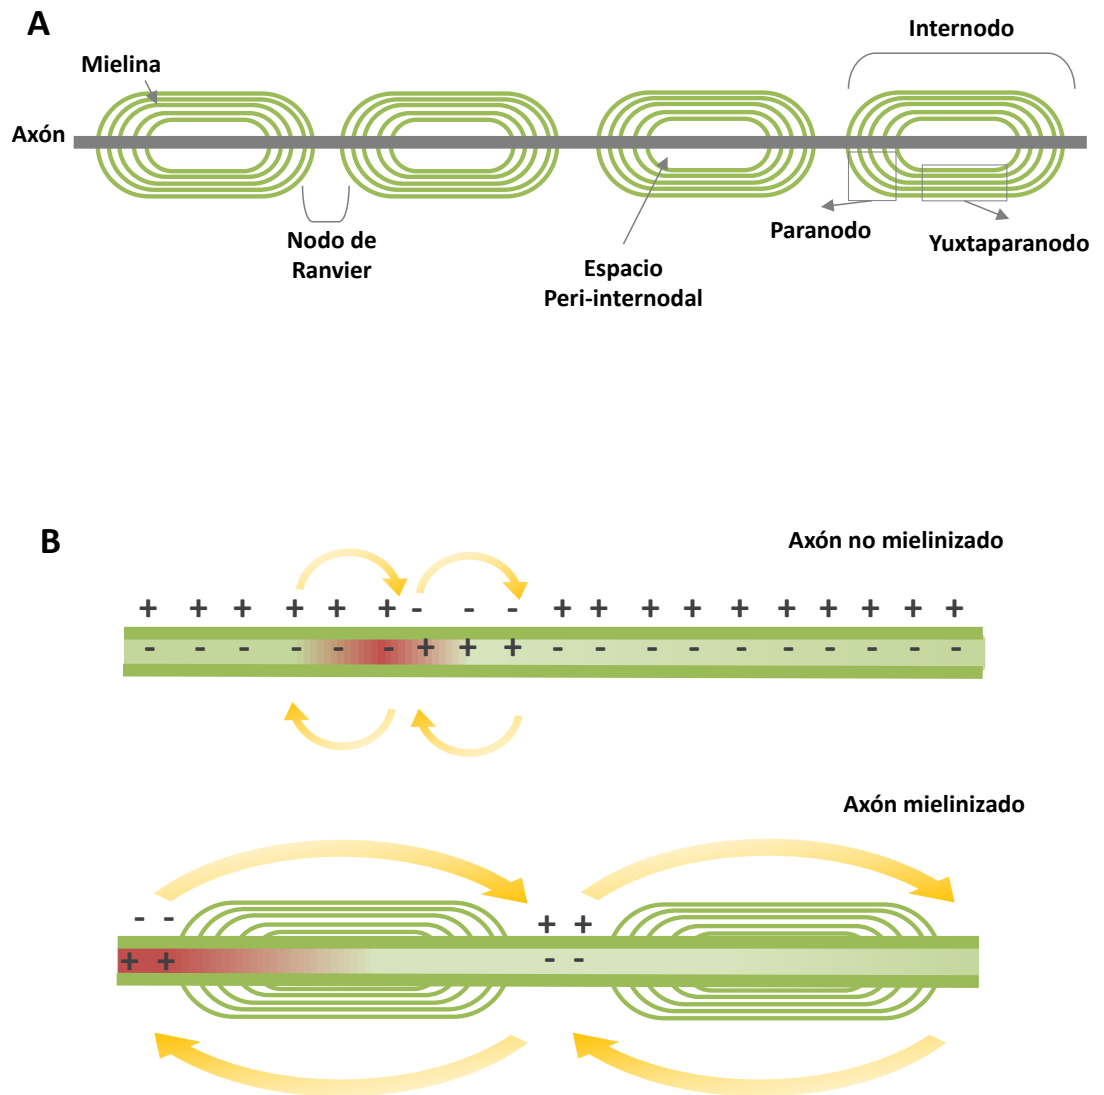 A
Internodo
Mielina
Axón
Nodo de
Ranvier
Paranodo
Yuxtaparanodo
Espacio
Peri-internodal
B
Axón no mielinizado
+ + + + + + - - - + + + + + + + + + +
- - - - - - + + + - - - - - - - - - -
Axón mielinizado
- - + +
+ + - -